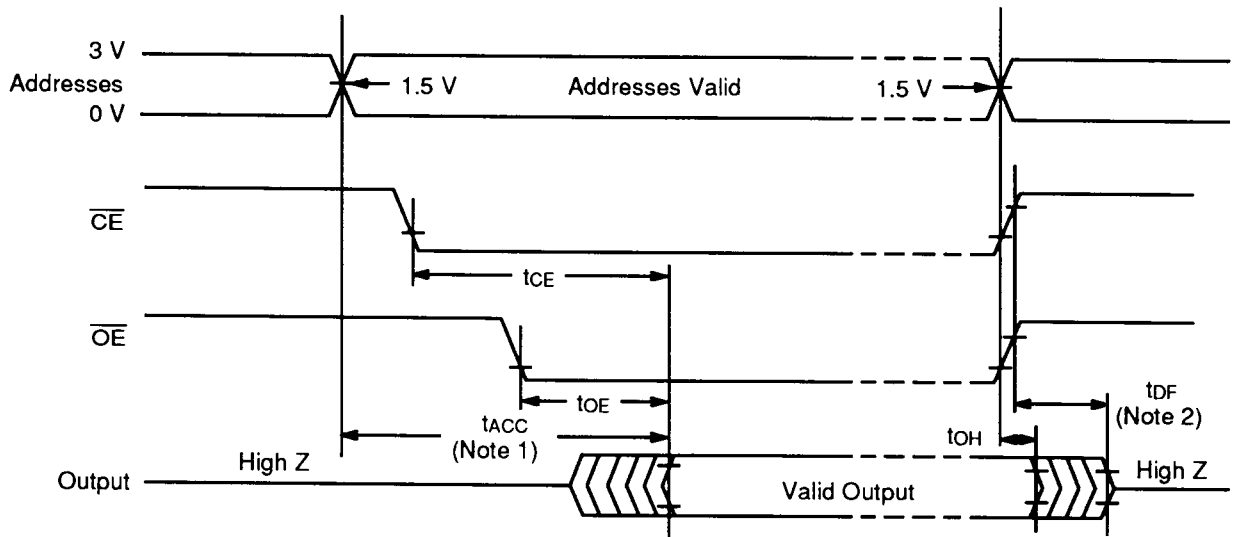 3 V
Addresses
0 V
1.5 V
Addresses Valid
1.5 V
CE
tCE
OE
tOE
tACC
(Note 1)
tDF
(Note 2)
tOH
High Z
Output
Valid Output
High Z